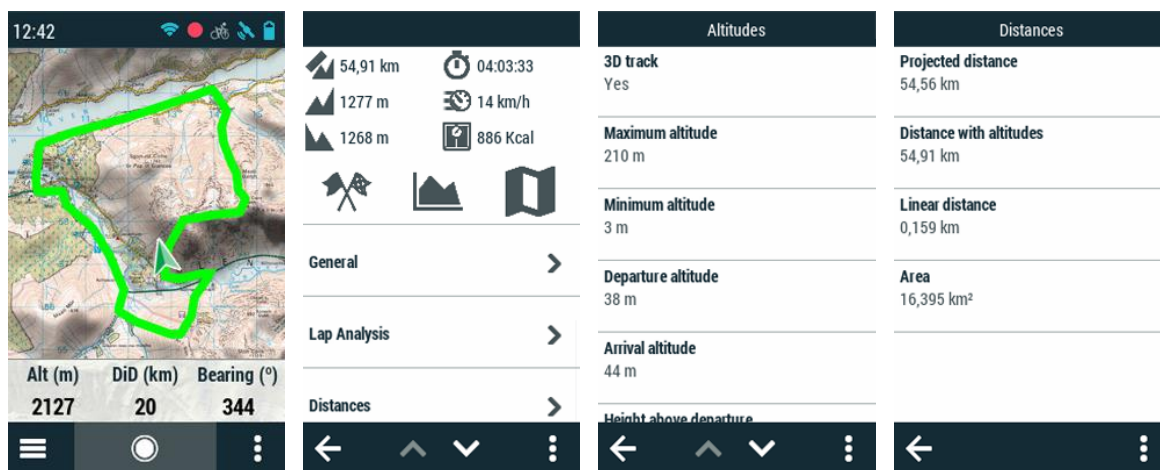 12:42
Alt (m) DiD (km) Bearing (º)
2127 20 344
54,91 km 04:03:33
1277 m 14 km/h
1268 m 886 Kcal
General
Lap Analysis
Distances
Altitudes
3D track
Yes
Maximum altitude
210 m
Minimum altitude
3 m
Departure altitude
38 m
Arrival altitude
44 m
Height above departure
Distances
Projected distance
54,56 km
Distance with altitudes
54,91 km
Linear distance
0,159 km
Area
16,395 km²